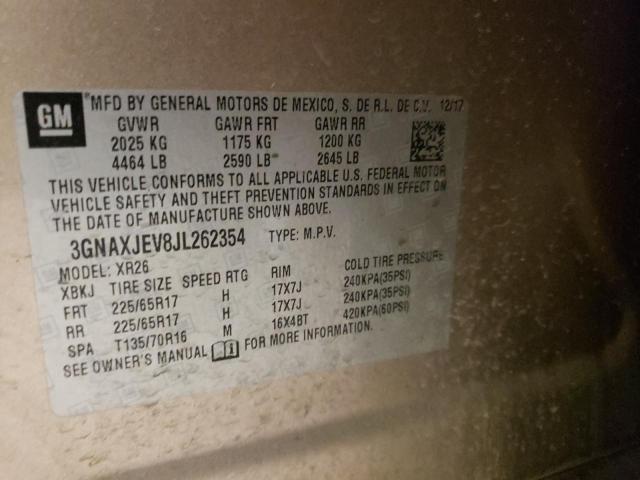 GM
MFD BY GENERAL MOTORS DE MEXICO, S. DE R.L. DE C.V. 12/17
GVWR GAWR FRT GAWR RR
2025 KG 1175 KG 1200 KG
4464 LB 2590 LB 2645 LB
THIS VEHICLE CONFORMS TO ALL APPLICABLE U.S. FEDERAL MOTOR
VEHICLE SAFETY AND THEFT PREVENTION STANDARDS IN EFFECT ON
THE DATE OF MANUFACTURE SHOWN ABOVE.
3GNAXJEV8JL262354 TYPE: M.P.V.
MODEL: XR26
XBKJ TIRE SIZE SPEED RTG RIM COLD TIRE PRESSURE
FRT 225/65R17 H 17X7J 240KPA(35PSI)
RR 225/65R17 H 17X7J 240KPA(35PSI)
SPA T135/70R16 M 16X4BT 420KPA(60PSI)
SEE OWNER'S MANUAL FOR MORE INFORMATION.